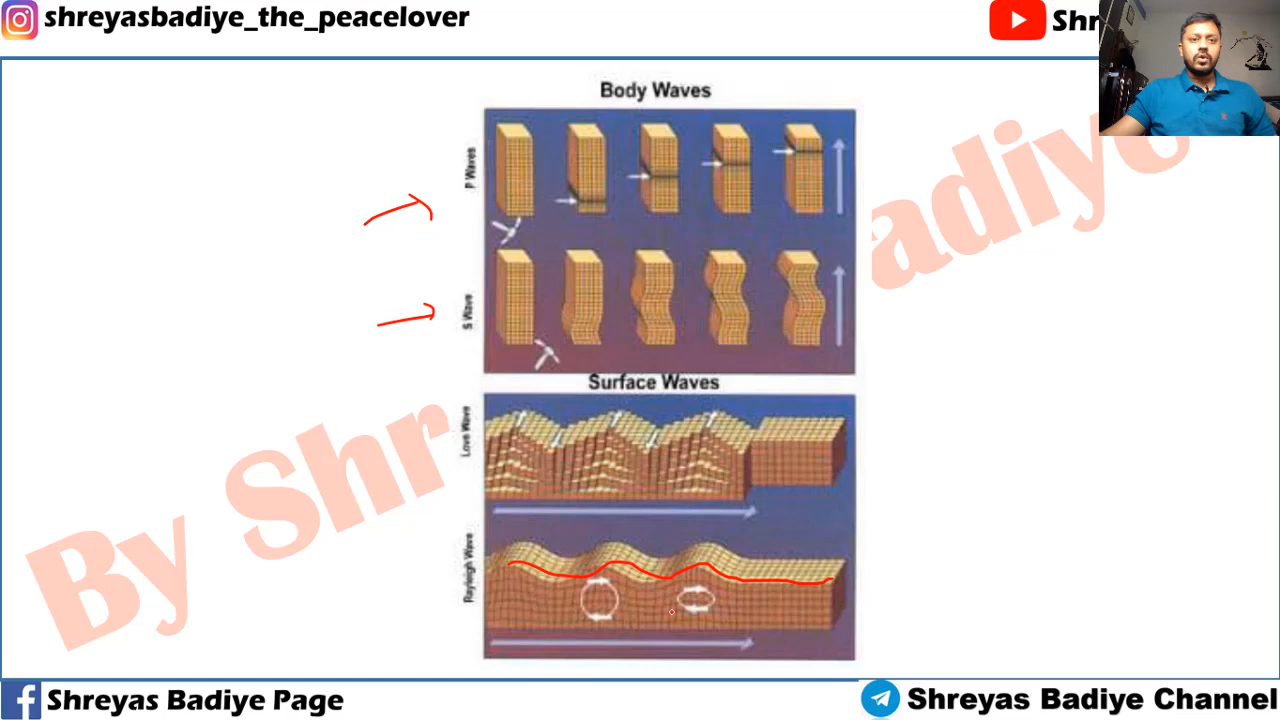 shreyasbadiye_the_peacelover
Shr
Body Waves
P Waves
S Wave
Surface Waves
Love Wave
Rayleigh Wave
By Shr adiye
Shreyas Badiye Page
Shreyas Badiye Channel